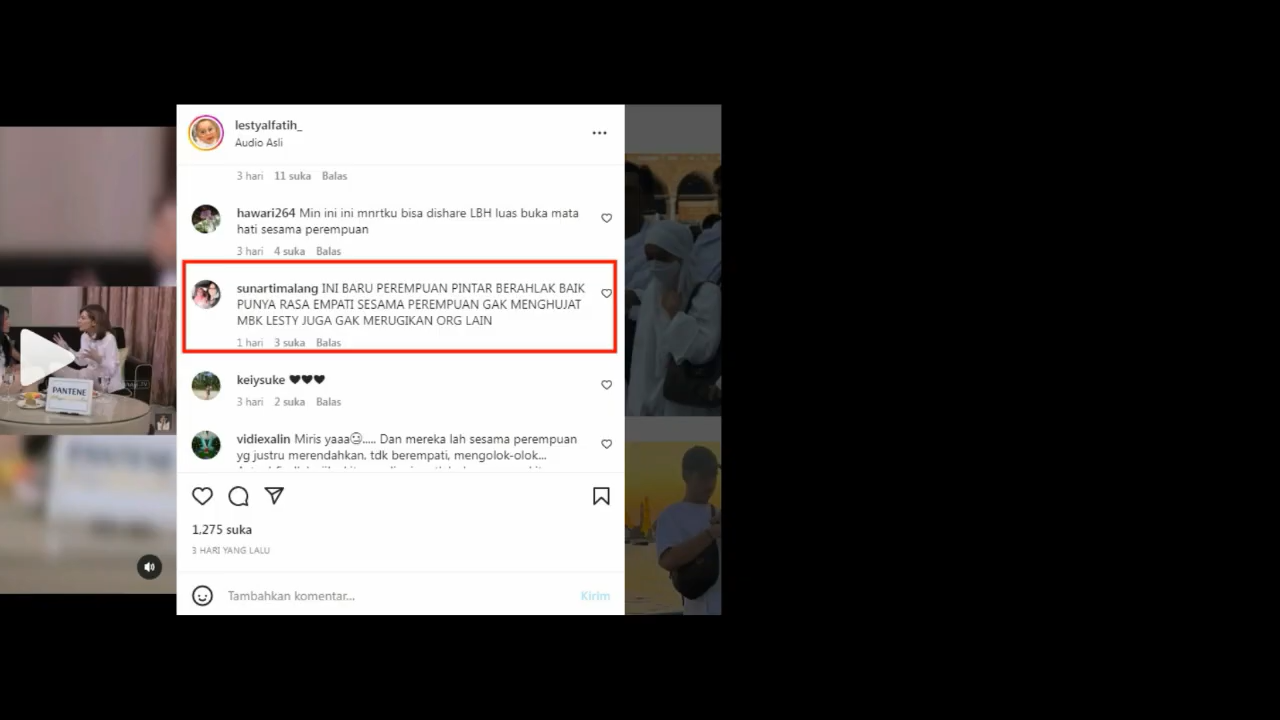 lestyalfatih_
Audio Asli
3 hari 11 suka Balas
hawari264 Min ini ini mnrtku bisa dishare LBH luas buka mata
hati sesama perempuan
3 hari 4 suka Balas
sunartimalang INI BARU PEREMPUAN PINTAR BERAHLAK BAIK
PUNYA RASA EMPATI SESAMA PEREMPUAN GAK MENGHUJAT
MBK LESTY JUGA GAK MERUGIKAN ORG LAIN
1 hari 3 suka Balas
keiysuke 🖤🖤🖤
3 hari 2 suka Balas
vidiexalin Miris yaaa..... Dan mereka lah sesama perempuan
yg justru merendahkan, tdk berempati, mengolok-olok...
1,275 suka
3 HARI YANG LALU
Tambahkan komentar...
Kirim
PANTENE